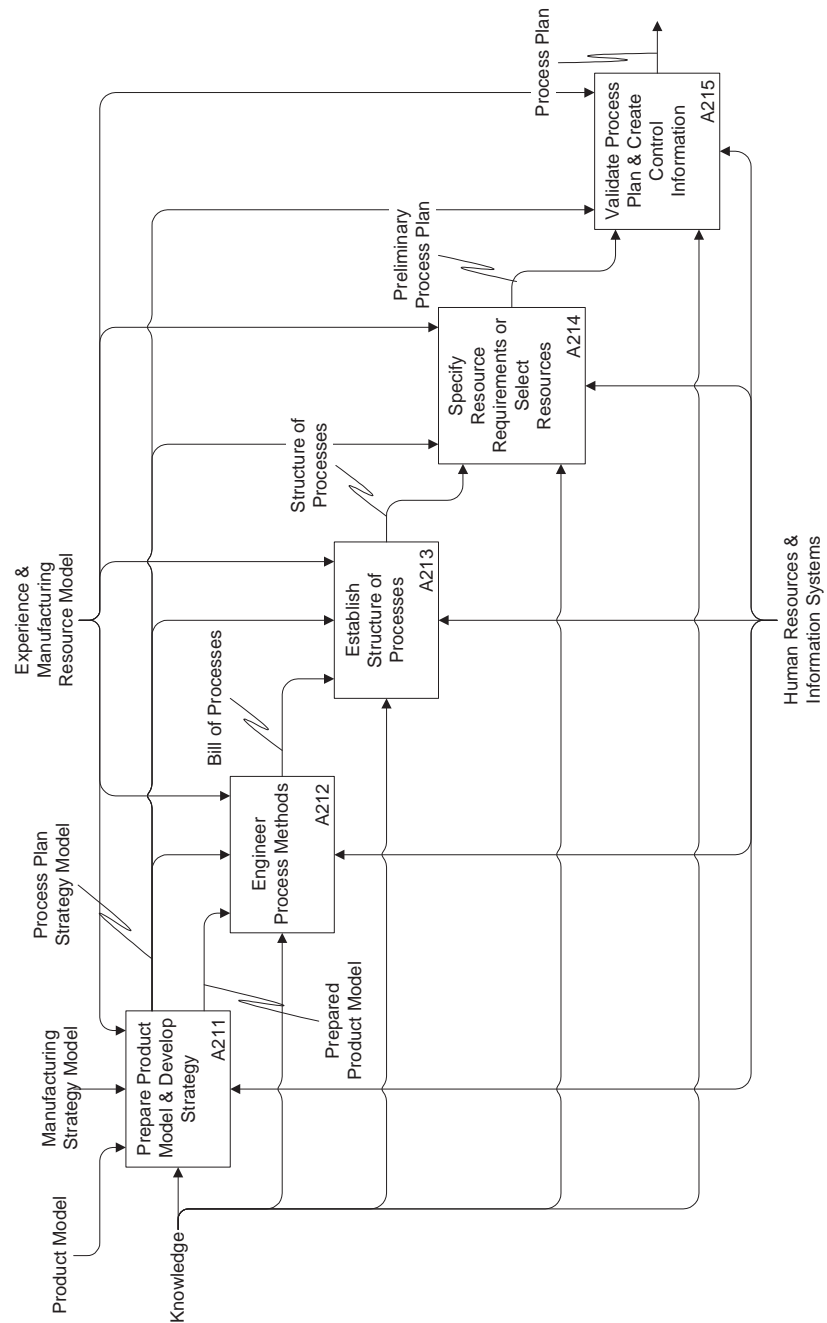 Product Model
Knowledge
Manufacturing
Strategy Model
Prepare Product
Model & Develop
Strategy
A211
Process Plan
Strategy Model
Prepared
Product Model
Engineer
Process Methods
A212
Bill of Processes
Experience &
Manufacturing
Resource Model
Establish
Structure of
Processes
A213
Structure of
Processes
Specify
Resource
Requirements or
Select
Resources
A214
Preliminary
Process Plan
Validate Process
Plan & Create
Control
Information
A215
Process Plan
Human Resources &
Information Systems